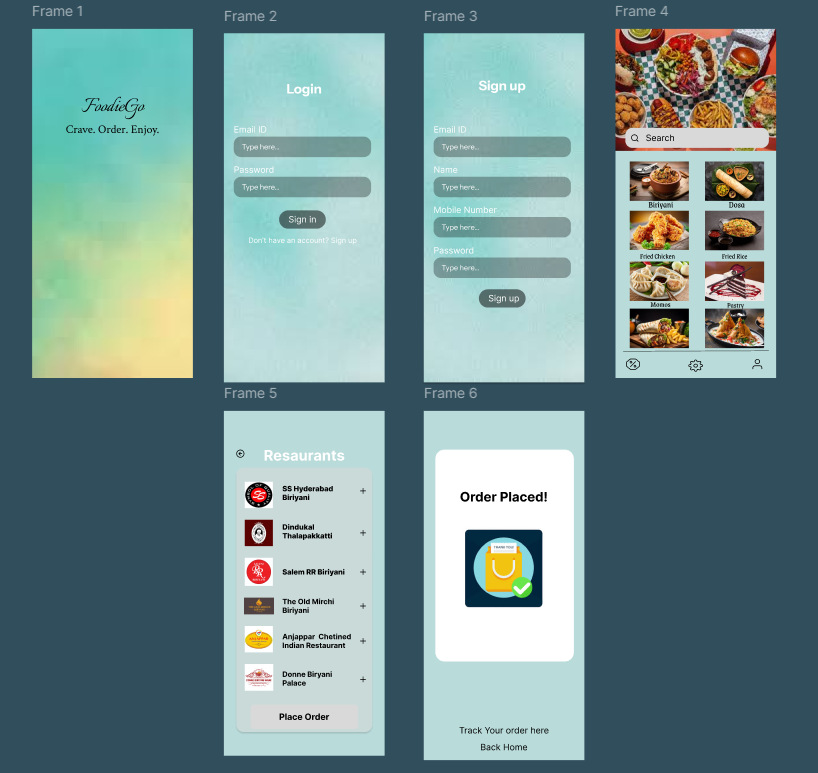 Frame 1
FoodieGo
Crave. Order. Enjoy.
Frame 2
Login
Email ID
Type here...
Password
Type here...
Sign in
Don't have an account? Sign up
Frame 3
Sign up
Email ID
Type here...
Name
Type here...
Mobile Number
Type here...
Password
Type here...
Sign up
Frame 4
Search
Biriyani
Dosa
Fried Chicken
Fried Rice
Momos
Pastry
Frame 5
Resaurants
SS Hyderabad
Biriyani
+
Dindukal
Thalapakkatti
+
Salem RR Biriyani
+
The Old Mirchi
Biriyani
+
Anjappar Chetined
Indian Restaurant
+
Donne Biryani
Palace
+
Place Order
Frame 6
Order Placed!
THANK YOU!
Track Your order here
Back Home